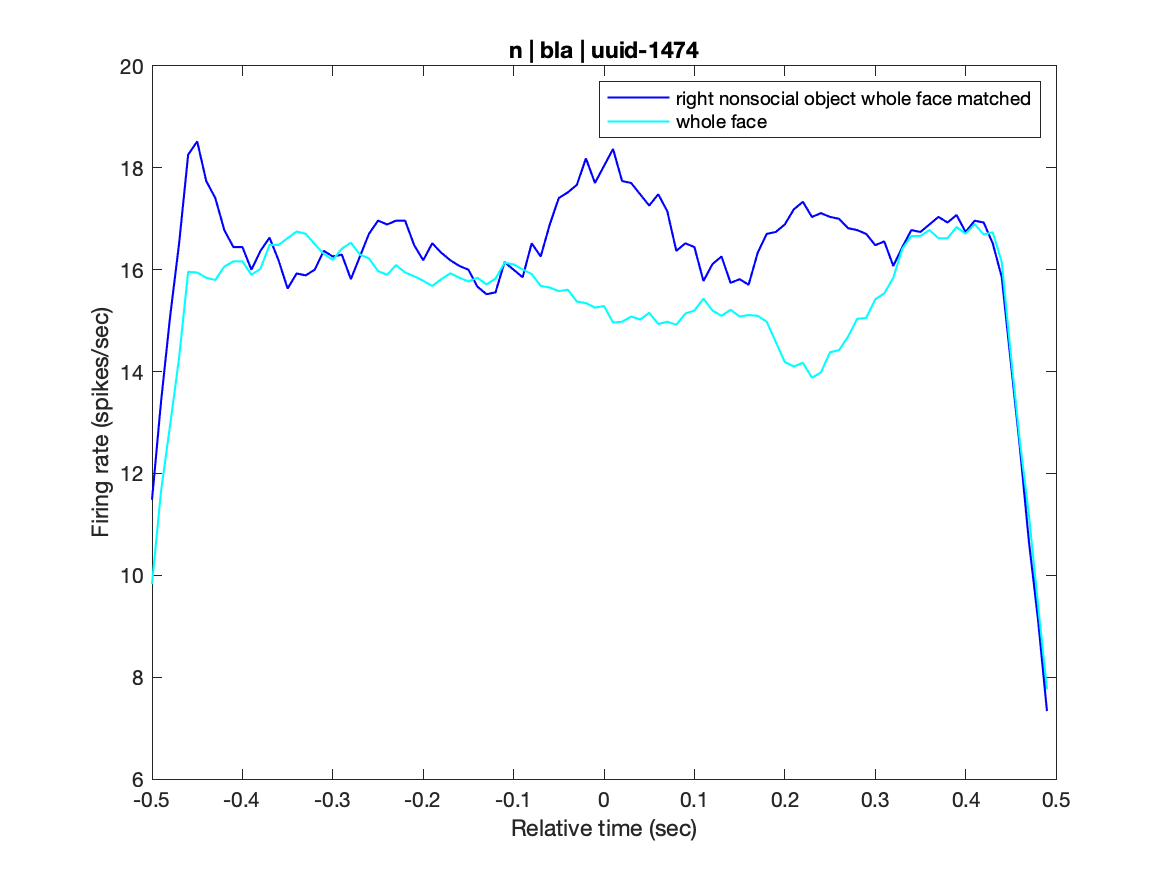 n | bla | uuid-1474
right nonsocial object whole face matched
whole face
Firing rate (spikes/sec)
20
18
16
14
12
10
8
6
-0.5 -0.4 -0.3 -0.2 -0.1 0 0.1 0.2 0.3 0.4 0.5
Relative time (sec)